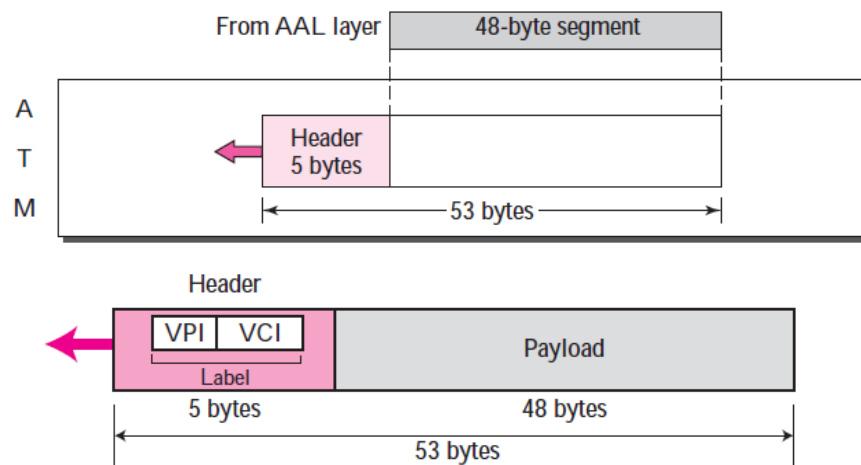 From AAL layer 48-byte segment
A
T
M
Header
5 bytes
53 bytes
Header
VPI VCI
Label
Payload
5 bytes 48 bytes
53 bytes